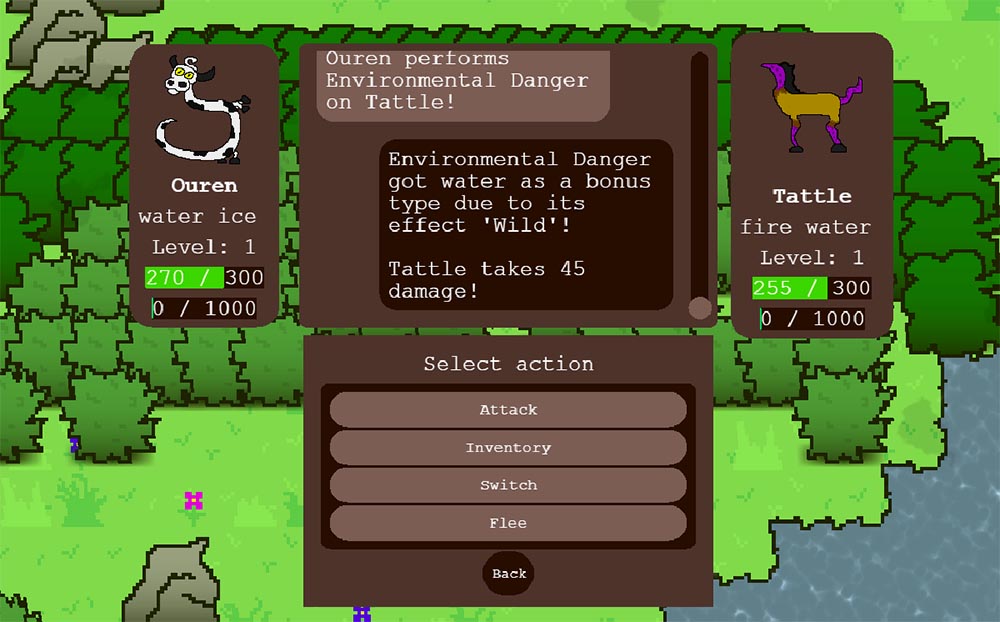 Ouren performs
Environmental Danger
on Tattle!
Environmental Danger
got water as a bonus
type due to its
effect 'Wild'!
Tattle takes 45
damage!
Ouren
water ice
Level: 1
270 / 300
0 / 1000
Tattle
fire water
Level: 1
255 / 300
0 / 1000
Select action
Attack
Inventory
Switch
Flee
Back